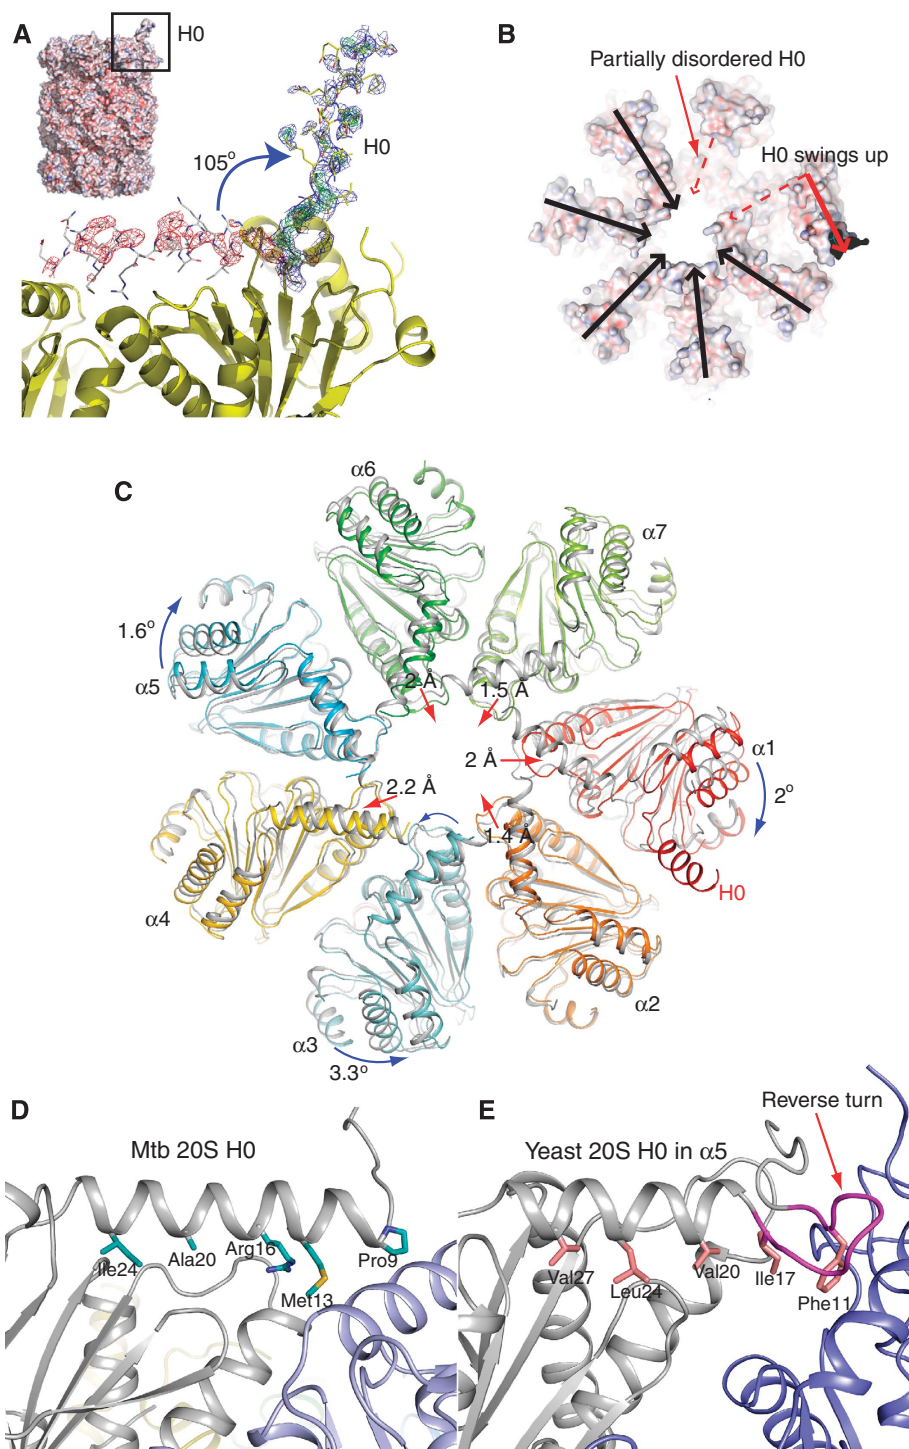 A
H0
105°
H0
B
Partially disordered H0
H0 swings up
C
α6
α7
1.6°
α5
2 Å
1.5 Å
2 Å
α1
2.2 Å
2°
1.4 Å
H0
α4
α2
α3
3.3°
D
Mtb 20S H0
Ile24
Ala20
Arg16
Met13
Pro9
E
Reverse turn
Yeast 20S H0 in α5
Val27
Leu24
Val20
Ile17
Phe11